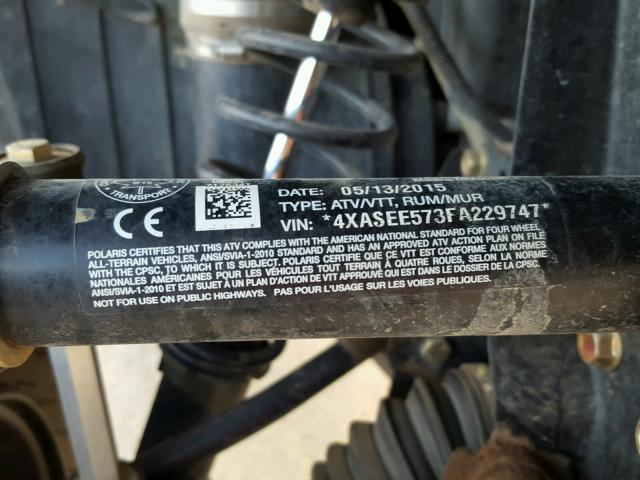 TRANSPORT
CE
DATE: 05/13/2015
TYPE: ATV/VTT, RUM/MUR
VIN: *4XASEE573FA229747*
POLARIS CERTIFIES THAT THIS ATV COMPLIES WITH THE AMERICAN NATIONAL STANDARD FOR FOUR WHEEL
ALL-TERRAIN VEHICLES, ANSI/SVIA-1-2010 STANDARD AND HAS AN APPROVED ATV ACTION PLAN ON FILE
WITH THE CPSC, TO WHICH IT IS SUBJECT. POLARIS CERTIFIE QUE CET VTT EST CONFORME AUX NORMES
NATIONALES AMÉRICAINES POUR LES VÉHICULES TOUT TERRAIN À QUATRE ROUES, SELON LA NORME
ANSI/SVIA-1-2010 ET EST SUJET À UN PLAN D'ACTION DE VTT APPROUVÉ QUI EST DANS LE DOSSIER DE LA CPSC.
NOT FOR USE ON PUBLIC HIGHWAYS. PAS POUR USAGE SUR LES VOIES PUBLIQUES.